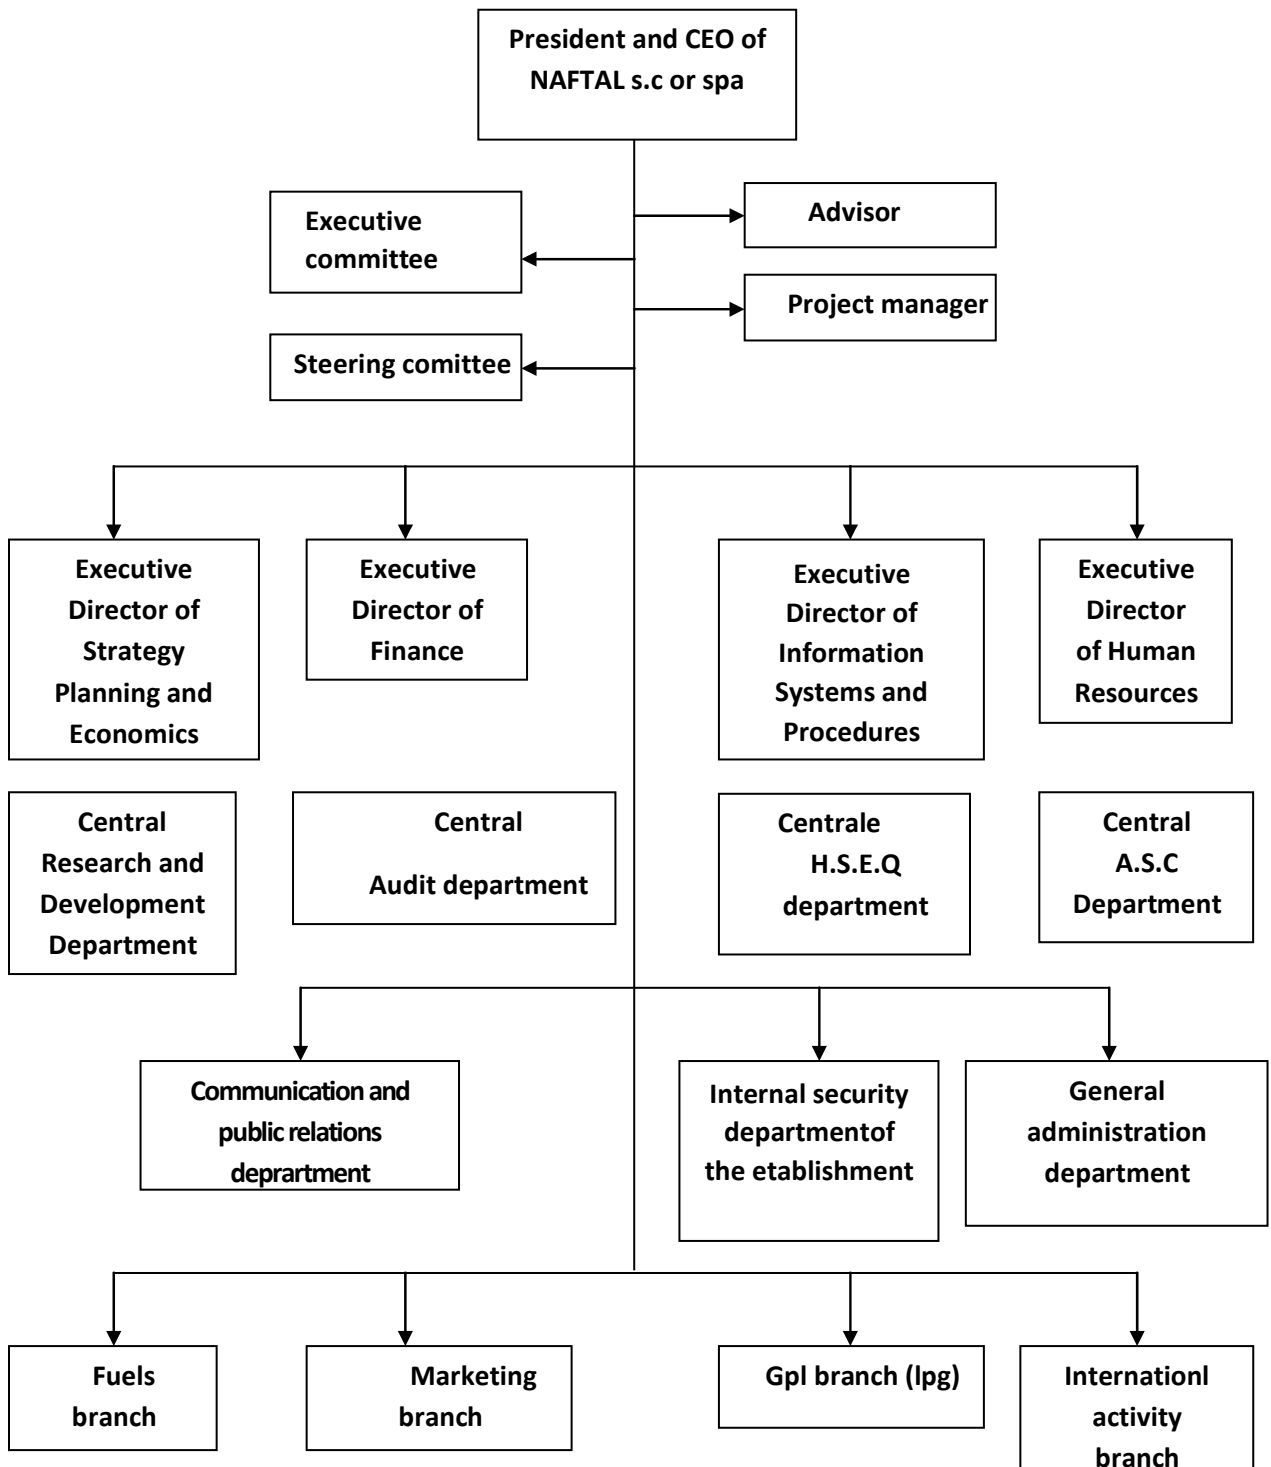 President and CEO of
NAFTAL s.c or spa
Advisor
Executive
committee
Project manager
Steering comittee
Executive
Director of
Strategy
Planning and
Economics
Executive
Director of
Finance
Executive
Director of
Information
Systems and
Procedures
Executive
Director
of Human
Resources
Central
Research and
Development
Department
Central
Audit department
Centrale
H.S.E.Q
department
Central
A.S.C
Department
Communication and
public relations
deprartment
Internal security
departmentof
the etablishment
General
administration
department
Fuels
branch
Marketing
branch
Gpl branch (lpg)
Internationl
activity
branch